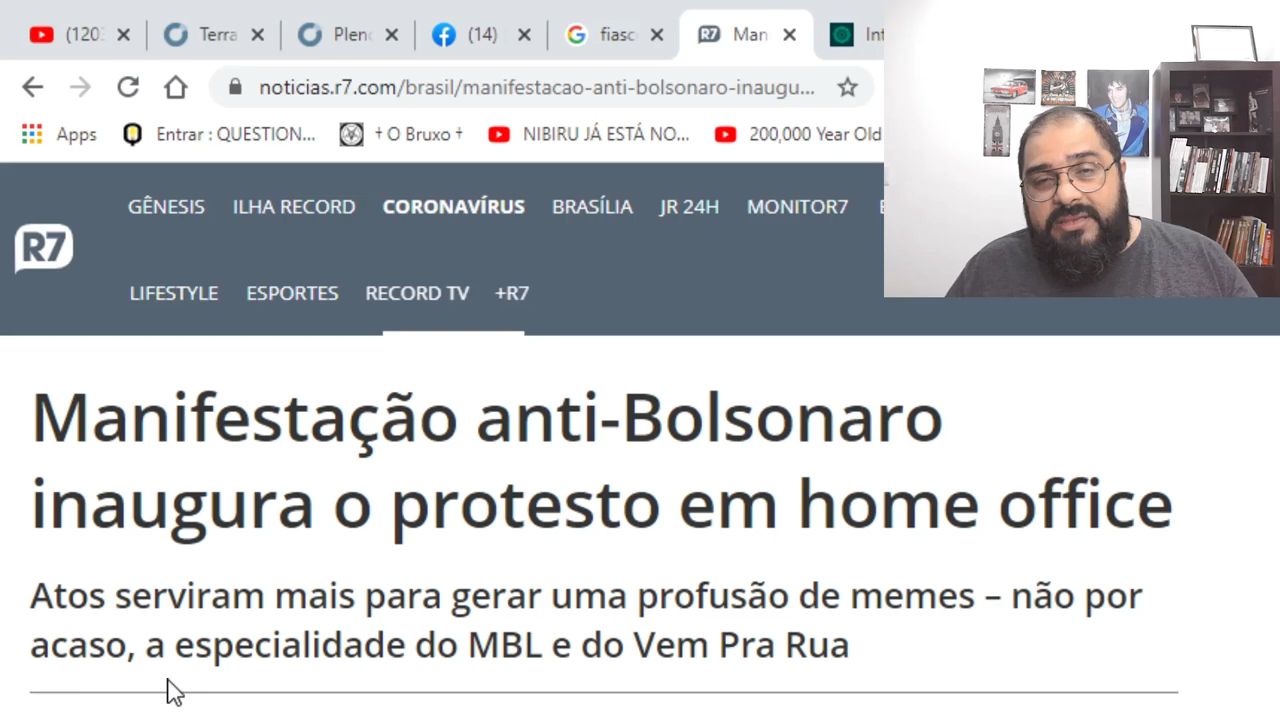 (120
Terra
Plen
(14)
fiasc
Man
Int
noticias.r7.com/brasil/manifestacao-anti-bolsonaro-inaugu...
Apps
Entrar : QUESTION...
† O Bruxo †
NIBIRU JÁ ESTÁ NO...
200,000 Year Old
GÊNESIS
ILHA RECORD
CORONAVÍRUS
BRASÍLIA
JR 24H
MONITOR7
R7
LIFESTYLE
ESPORTES
RECORD TV
+R7
Manifestação anti-Bolsonaro
inaugura o protesto em home office
Atos serviram mais para gerar uma profusão de memes – não por
acaso, a especialidade do MBL e do Vem Pra Rua